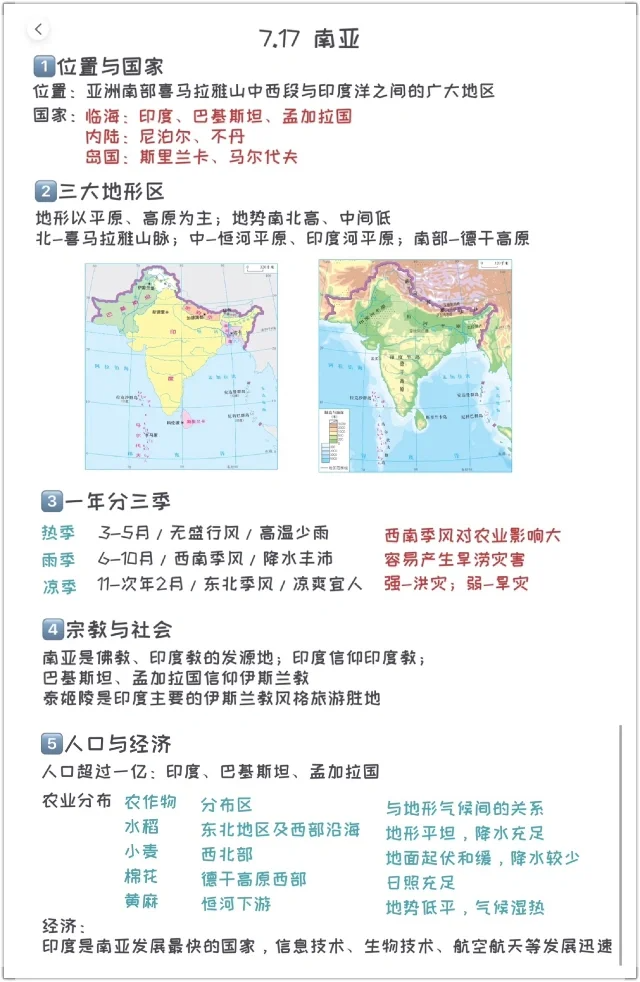 7.17 南亚
1 位置与国家
位置：亚洲南部喜马拉雅山中西段与印度洋之间的广大地区
国家：临海：印度、巴基斯坦、孟加拉国
内陆：尼泊尔、不丹
岛国：斯里兰卡、马尔代夫
2 三大地形区
地形以平原、高原为主；地势南北高、中间低
北-喜马拉雅山脉；中-恒河平原、印度河平原；南部-德干高原
3 一年分三季
热季 3-5月/无盛行风/高温少雨 西南季风对农业影响大
雨季 6-10月/西南季风/降水丰沛 容易产生旱涝灾害
凉季 11-次年2月/东北季风/凉爽宜人 强-洪灾；弱-旱灾
4 宗教与社会
南亚是佛教、印度教的发源地；印度信仰印度教；
巴基斯坦、孟加拉国信仰伊斯兰教
泰姬陵是印度主要的伊斯兰教风格旅游胜地
5 人口与经济
人口超过一亿：印度、巴基斯坦、孟加拉国
农业分布 农作物 分布区 与地形气候间的关系
水稻 东北地区及西部沿海 地形平坦，降水充足
小麦 西北部 地面起伏和缓，降水较少
棉花 德干高原西部 日照充足
黄麻 恒河下游 地势低平，气候湿热
经济：
印度是南亚发展最快的国家，信息技术、生物技术、航空航天等发展迅速